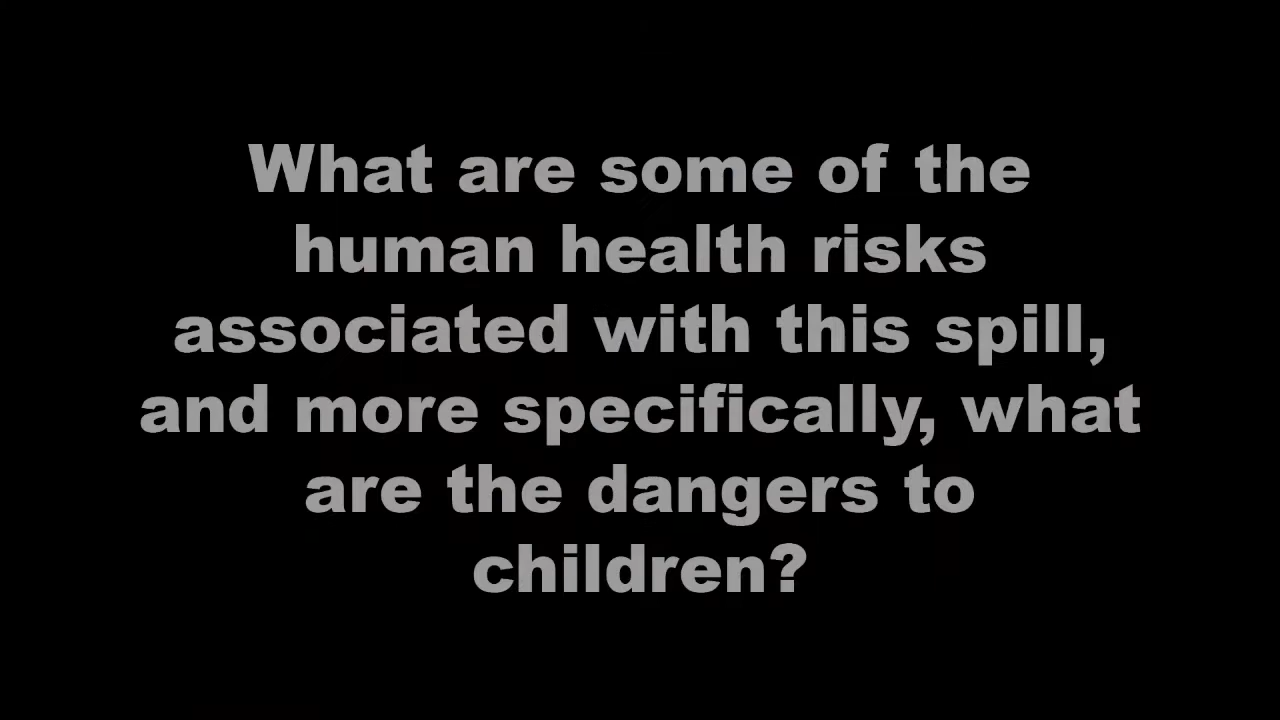 What are some of the
human health risks
associated with this spill,
and more specifically, what
are the dangers to
children?